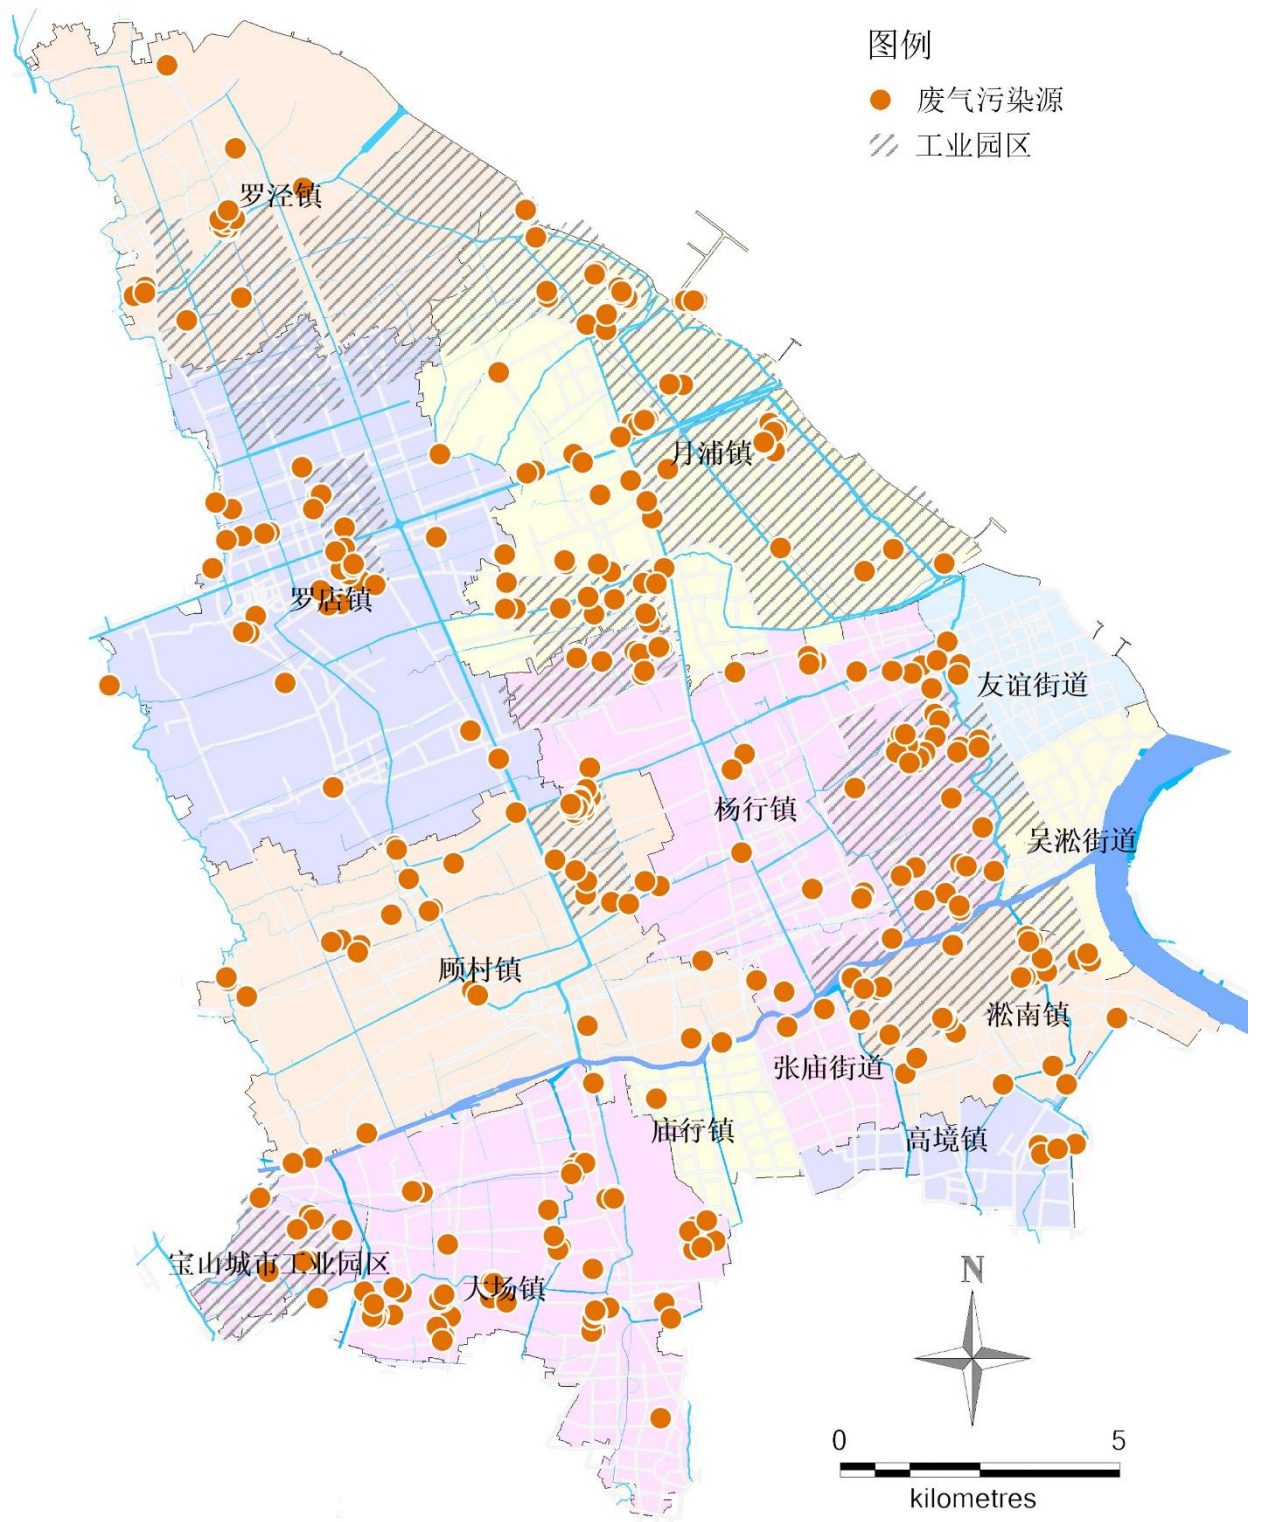 图例
废气污染源
工业园区
罗泾镇
月浦镇
罗店镇
友谊街道
杨行镇
吴淞街道
顾村镇
淞南镇
张庙街道
庙行镇
高境镇
宝山城市工业园区
大场镇
N
0 5
kilometres